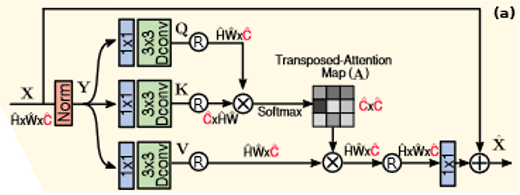 (a)
X
ĤxŴxĈ
Norm
Y
1x1
3x3
Dconv
Q
R
ĤŴxĈ
1x1
3x3
Dconv
K
R
ĈxĤŴ
Softmax
Transposed-Attention
Map (A)
ĈxĈ
1x1
3x3
Dconv
V
R
ĤŴxĈ
ĤŴxĈ
R
ĤxŴxĈ
1x1
X̂